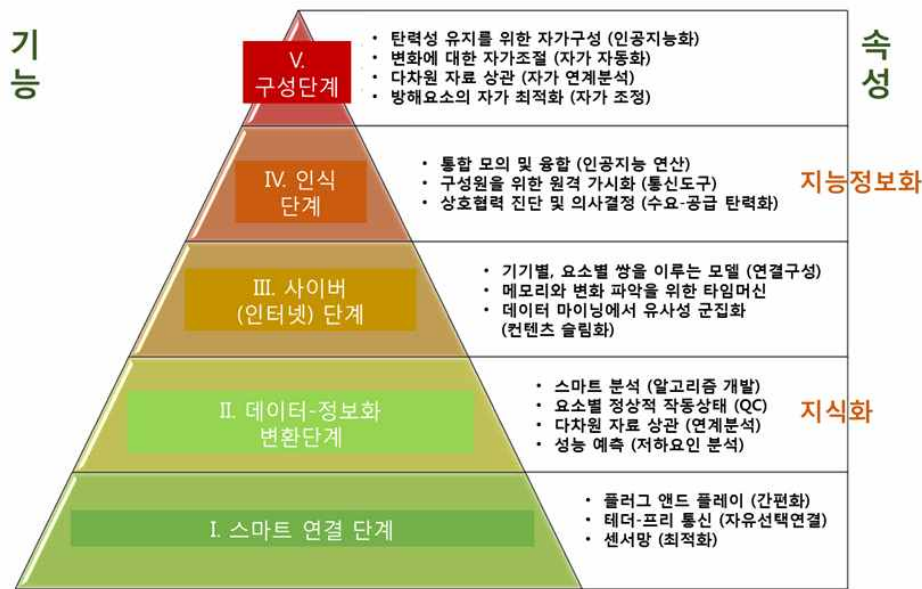 기능
속성
V.
구성단계
• 탄력성 유지를 위한 자가구성 (인공지능화)
• 변화에 대한 자가조절 (자가 자동화)
• 다차원 자료 상관 (자가 연계분석)
• 방해요소의 자가 최적화 (자가 조정)
IV. 인식
단계
• 통합 모의 및 융합 (인공지능 연산)
• 구성원을 위한 원격 가시화 (통신도구)
• 상호협력 진단 및 의사결정 (수요-공급 탄력화)
지능정보화
III. 사이버
(인터넷) 단계
• 기기별, 요소별 쌍을 이루는 모델 (연결구성)
• 메모리와 변화 파악을 위한 타임머신
• 데이터 마이닝에서 유사성 군집화
(컨텐츠 슬림화)
II. 데이터-정보화
변환단계
• 스마트 분석 (알고리즘 개발)
• 요소별 정상적 작동상태 (QC)
• 다차원 자료 상관 (연계분석)
• 성능 예측 (저하요인 분석)
지식화
I. 스마트 연결 단계
• 플러그 앤드 플레이 (간편화)
• 테더-프리 통신 (자유선택연결)
• 센서망 (최적화)